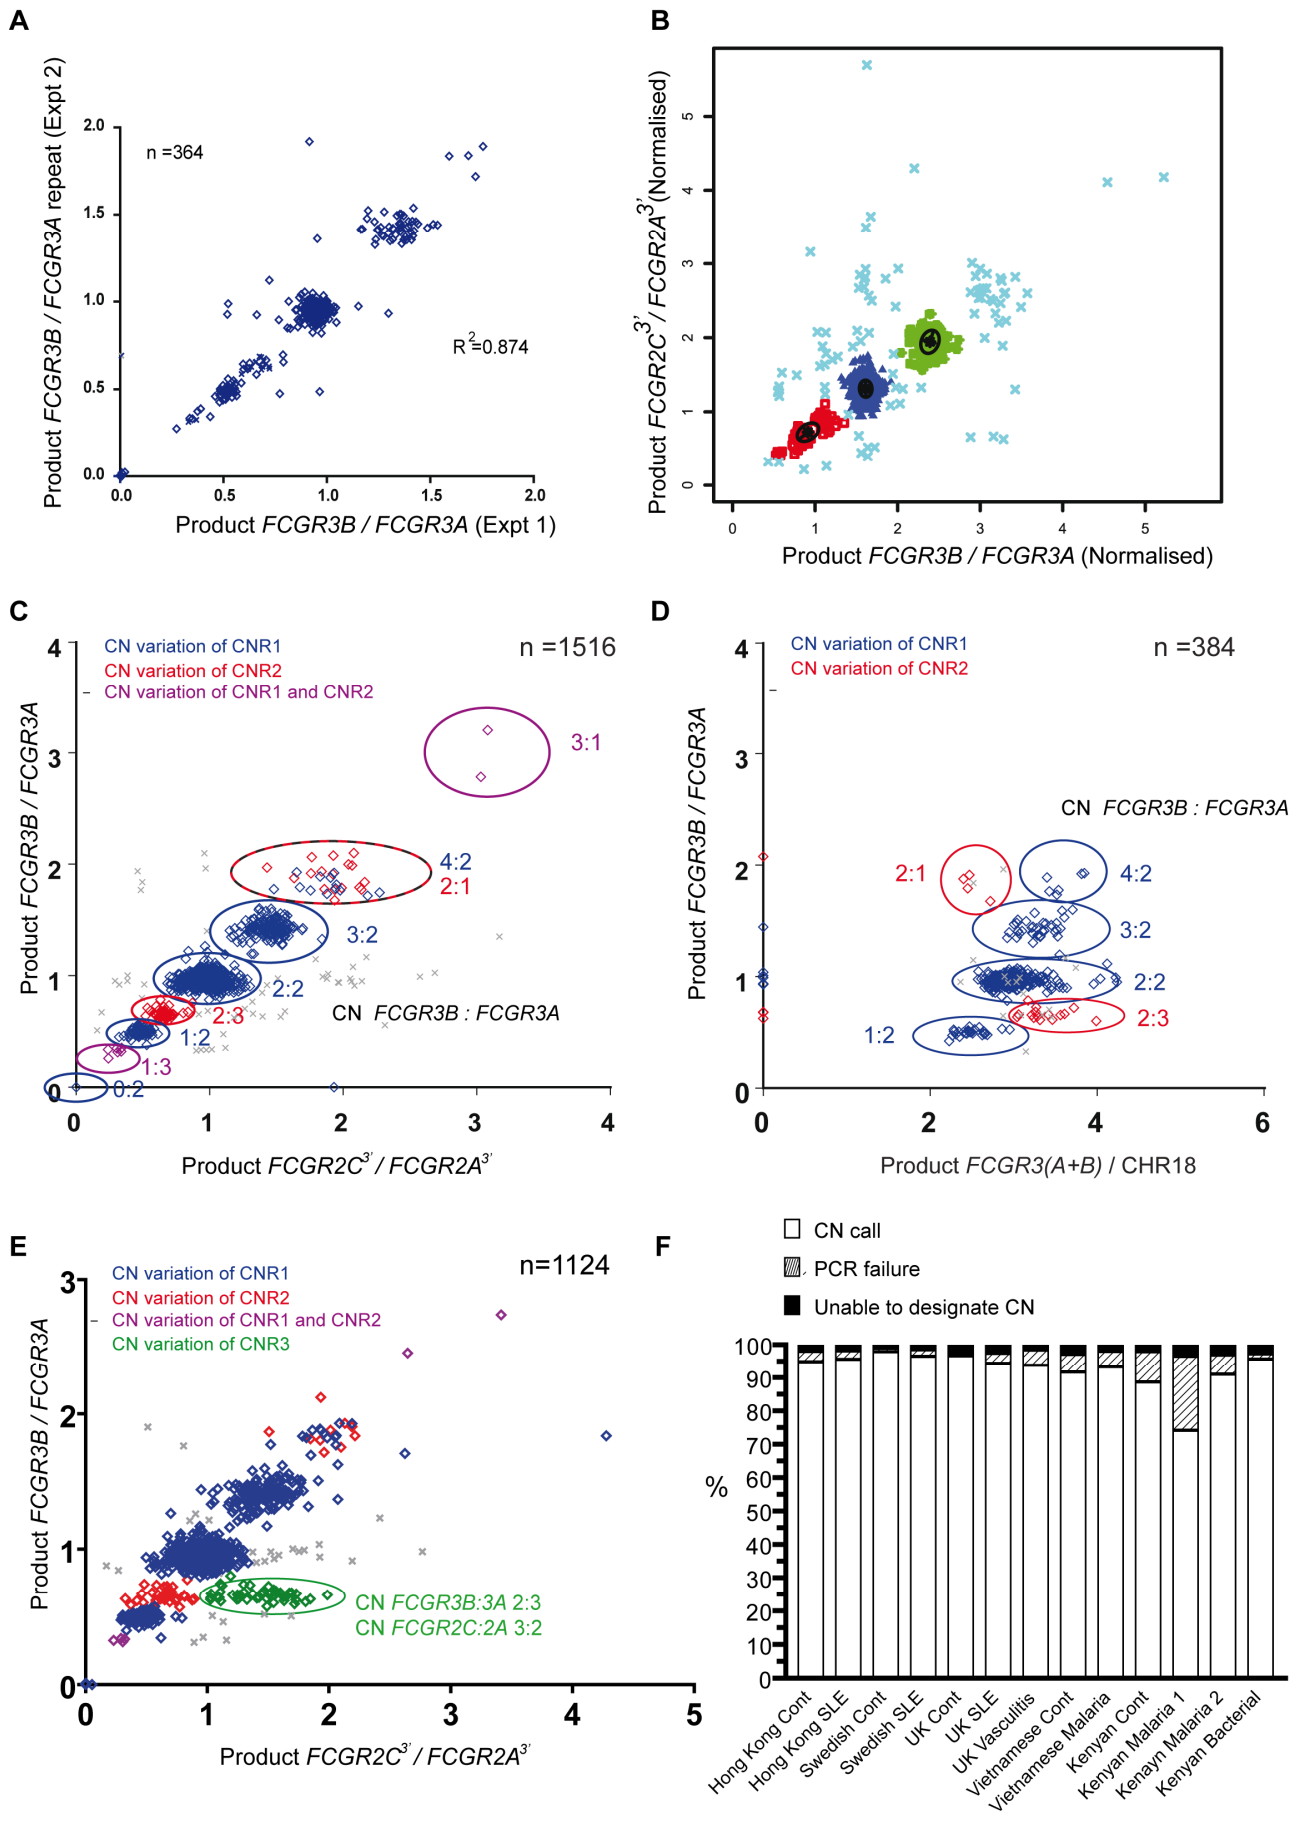 A
Product FCGR3B / FCGR3A repeat (Expt 2)
2.0
1.5
1.0
0.5
0.0
n =364
R2=0.874
0.0 0.5 1.0 1.5 2.0
Product FCGR3B / FCGR3A (Expt 1)
B
Product FCGR2C3' / FCGR2A3' (Normalised)
5
4
3
2
1
0
0 1 2 3 4 5
Product FCGR3B / FCGR3A (Normalised)
C
Product FCGR3B / FCGR3A
4
3
2
1
0
CN variation of CNR1
CN variation of CNR2
CN variation of CNR1 and CNR2
n =1516
3:1
4:2
2:1
3:2
2:2
2:3
1:2
1:3
0:2
CN FCGR3B : FCGR3A
0 1 2 3 4
Product FCGR2C3' / FCGR2A3'
D
Product FCGR3B / FCGR3A
4
3
2
1
0
CN variation of CNR1
CN variation of CNR2
n =384
CN FCGR3B : FCGR3A
2:1
4:2
3:2
2:2
2:3
1:2
0 2 4 6
Product FCGR3(A+B) / CHR18
E
Product FCGR3B / FCGR3A
3
2
1
0
CN variation of CNR1
CN variation of CNR2
CN variation of CNR1 and CNR2
CN variation of CNR3
n=1124
CN FCGR3B:3A 2:3
CN FCGR2C:2A 3:2
0 1 2 3 4 5
Product FCGR2C3' / FCGR2A3'
F
CN call
PCR failure
Unable to designate CN
%
100
90
80
70
60
50
40
30
20
10
0
Hong Kong Cont
Hong Kong SLE
Swedish Cont
Swedish SLE
UK Cont
UK SLE
UK Vasculitis
Vietnamese Cont
Vietnamese Malaria
Kenyan Cont
Kenyan Malaria 1
Kenayn Malaria 2
Kenyan Bacterial